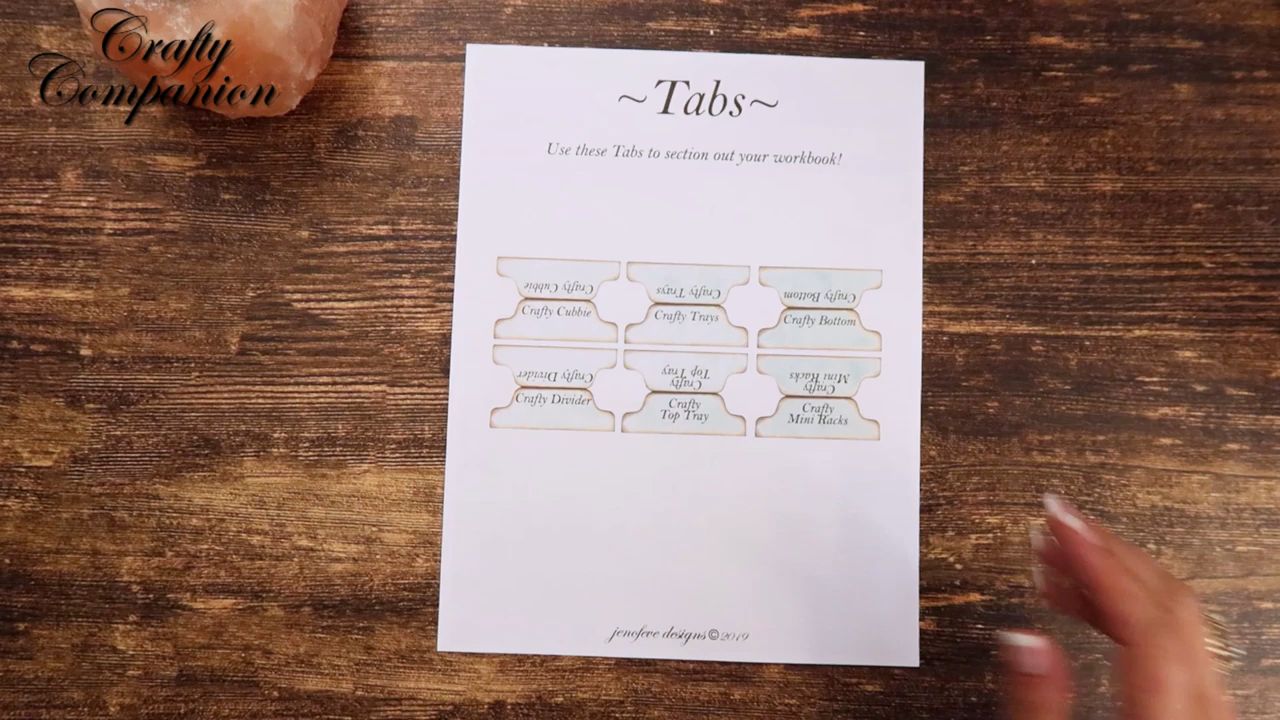 Crafty
Companion
~Tabs~
Use these Tabs to section out your workbook!
Crafty Cubbie
Crafty Trays
Crafty Bottom
Crafty Cubbie
Crafty Trays
Crafty Bottom
Crafty Divider
Crafty
Top Tray
Crafty
Mini Racks
Crafty Divider
Crafty
Top Tray
Crafty
Mini Racks
jenofeve designs©2019